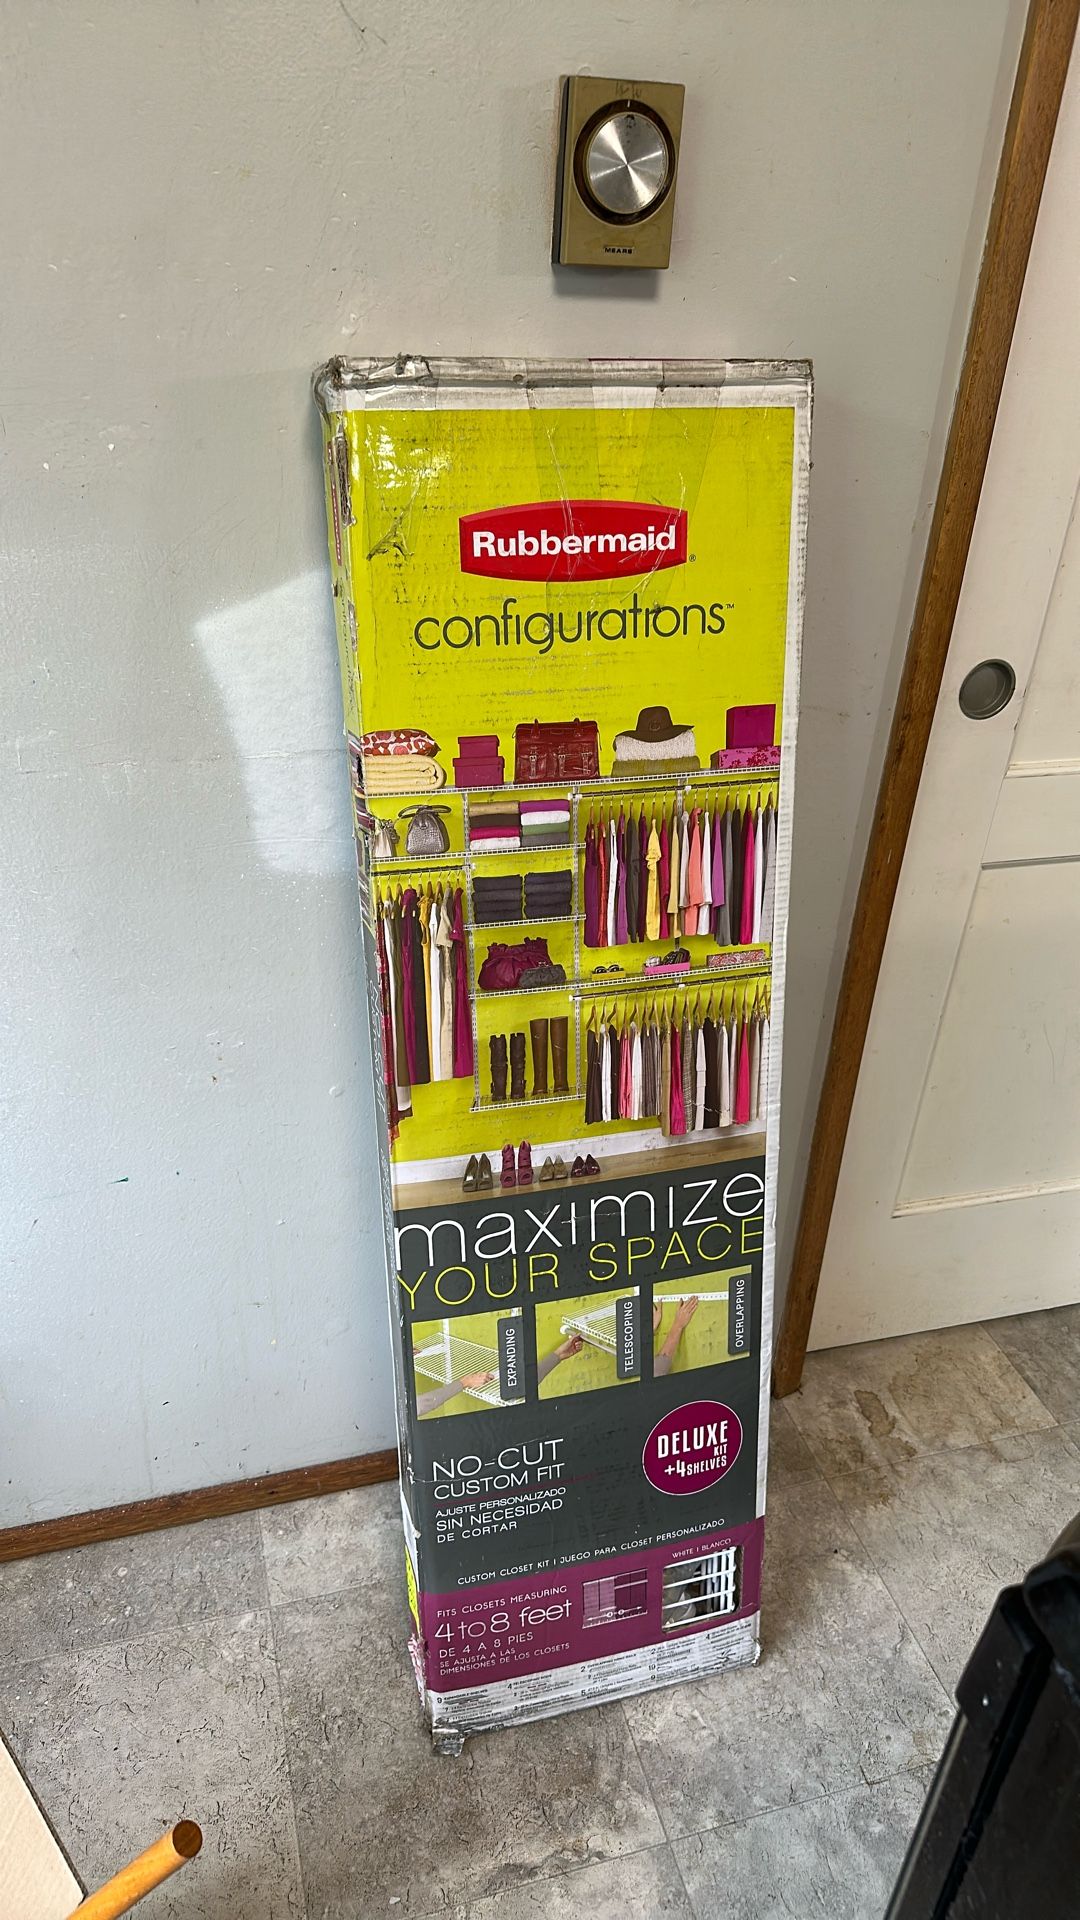 MEARS
Rubbermaid®
configurations™
maximize
YOUR SPACE
EXPANDING
TELESCOPING
OVERLAPPING
DELUXE
KIT
+4 SHELVES
NO-CUT
CUSTOM FIT
AJUSTE PERSONALIZADO
SIN NECESIDAD
DE CORTAR
CUSTOM CLOSET KIT | JUEGO PARA CLOSET PERSONALIZADO
WHITE | BLANCO
FITS CLOSETS MEASURING
4 to 8 feet
DE 4 A 8 PIES
SE AJUSTA A LAS
DIMENSIONES DE LOS CLOSETS